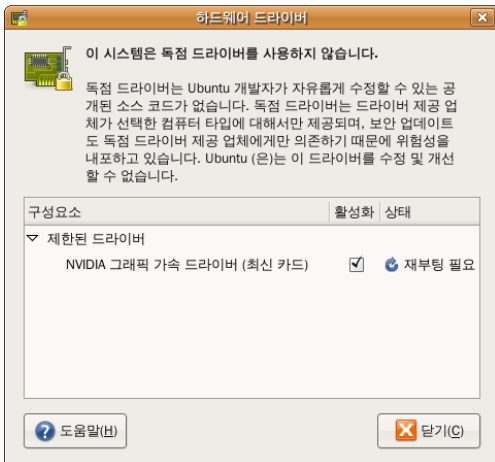 하드웨어 드라이버
이 시스템은 독점 드라이버를 사용하지 않습니다.
독점 드라이버는 Ubuntu 개발자가 자유롭게 수정할 수 있는 공
개된 소스 코드가 없습니다. 독점 드라이버는 드라이버 제공 업
체가 선택한 컴퓨터 타입에 대해서만 제공되며, 보안 업데이트
도 독점 드라이버 제공 업체에게만 의존하기 때문에 위험성을
내포하고 있습니다. Ubuntu (은)는 이 드라이버를 수정 및 개선
할 수 없습니다.
구성요소 활성화 상태
제한된 드라이버
NVIDIA 그래픽 가속 드라이버 (최신 카드) 재부팅 필요
도움말(H) 닫기(C)